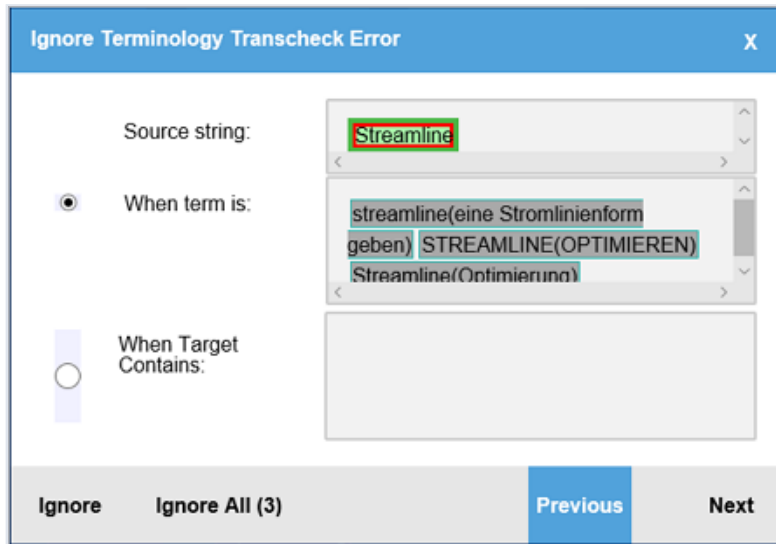 Ignore Terminology Transcheck Error X
Source string: Streamline
When term is: streamline(eine Stromlinienform
geben) STREAMLINE(OPTIMIEREN)
Streamline(Optimierung)
When Target
Contains:
Ignore Ignore All (3) Previous Next